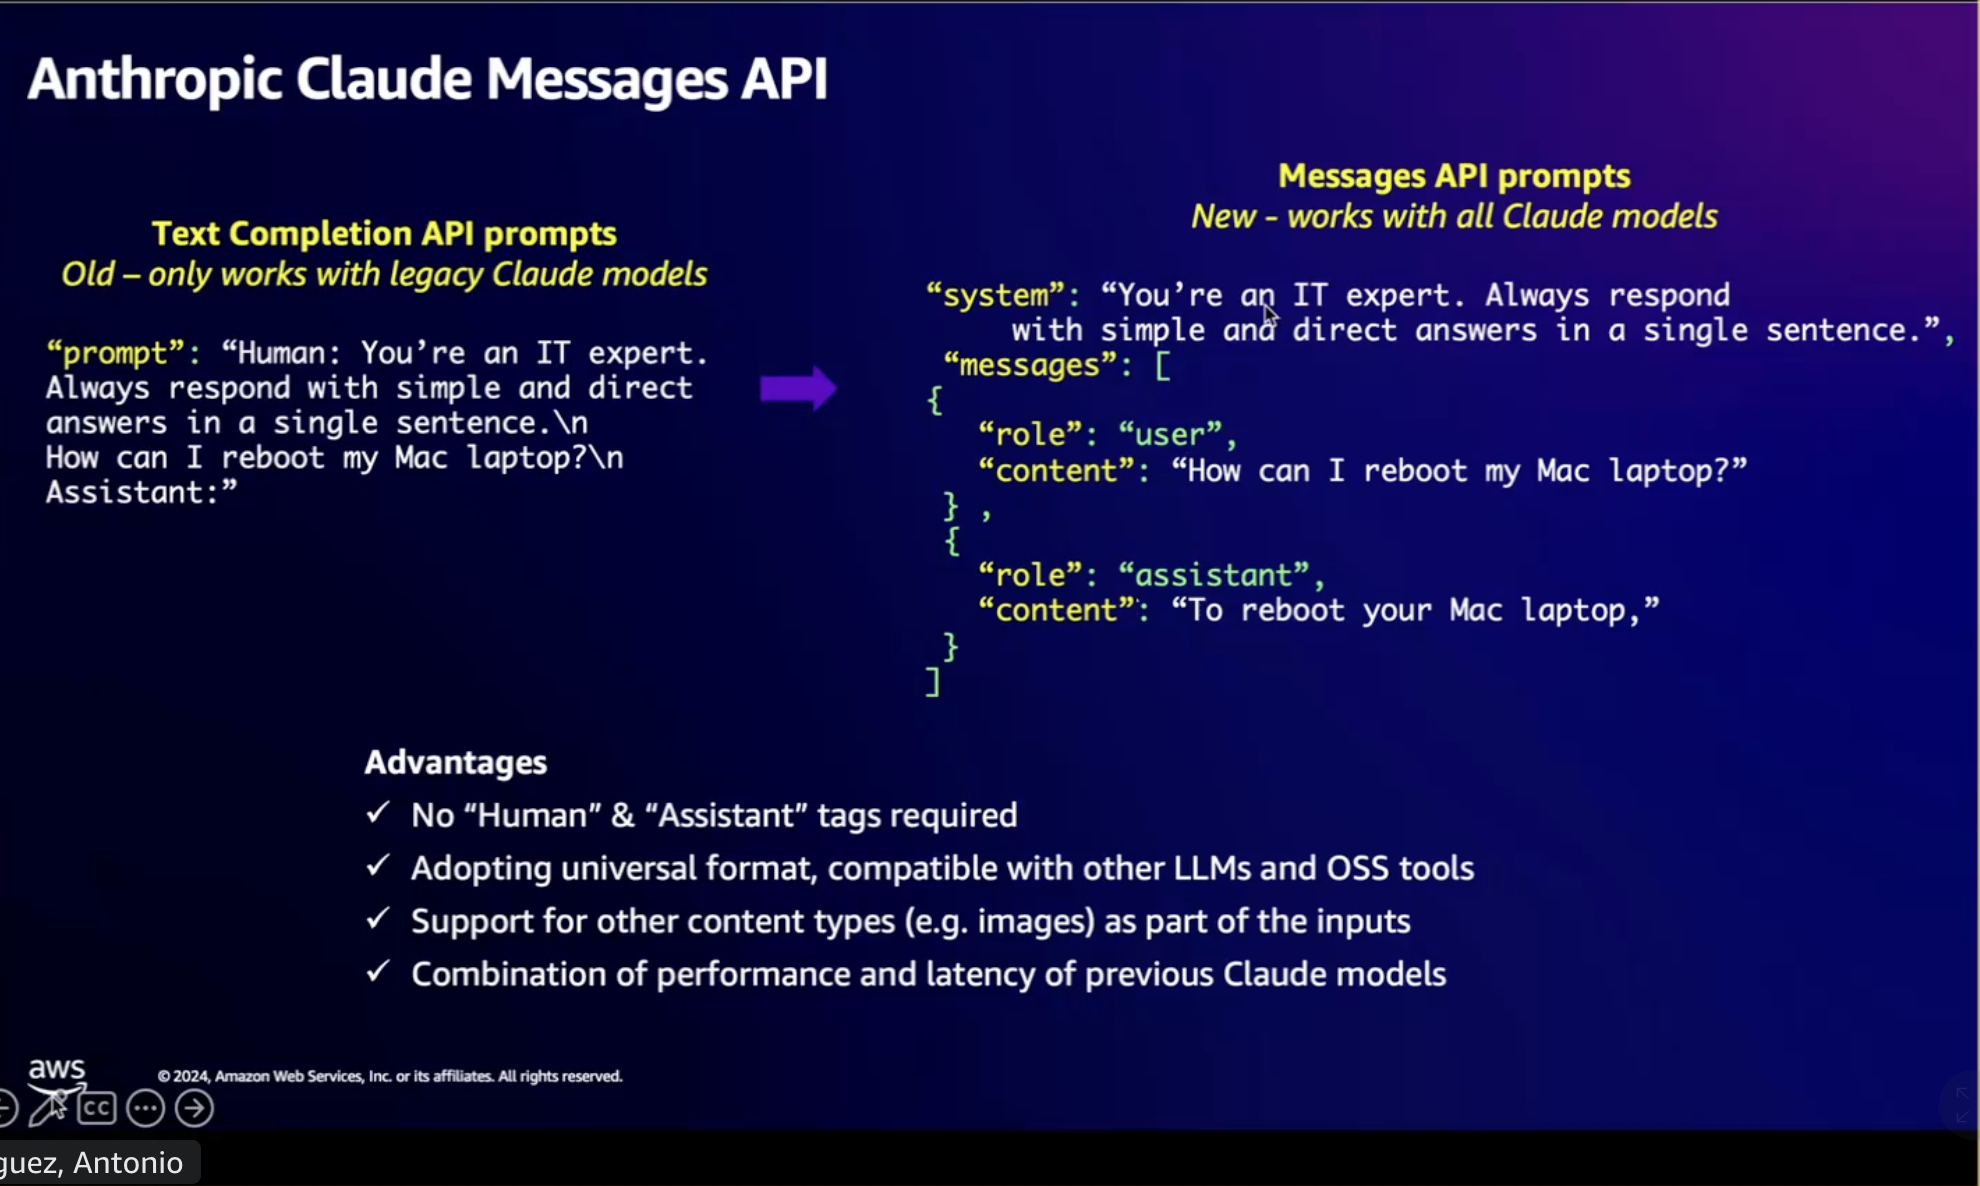 Anthropic Claude Messages API
Text Completion API prompts
Old – only works with legacy Claude models
“prompt”: “Human: You’re an IT expert.
Always respond with simple and direct
answers in a single sentence.\n
How can I reboot my Mac laptop?\n
Assistant:”
Messages API prompts
New - works with all Claude models
“system”: “You’re an IT expert. Always respond
with simple and direct answers in a single sentence.”,
“messages”: [
{
“role”: “user”,
“content”: “How can I reboot my Mac laptop?”
} ,
{
“role”: “assistant”,
“content”: “To reboot your Mac laptop,”
}
]
Advantages
✓ No “Human” & “Assistant” tags required
✓ Adopting universal format, compatible with other LLMs and OSS tools
✓ Support for other content types (e.g. images) as part of the inputs
✓ Combination of performance and latency of previous Claude models
aws
© 2024, Amazon Web Services, Inc. or its affiliates. All rights reserved.
CC
guez, Antonio